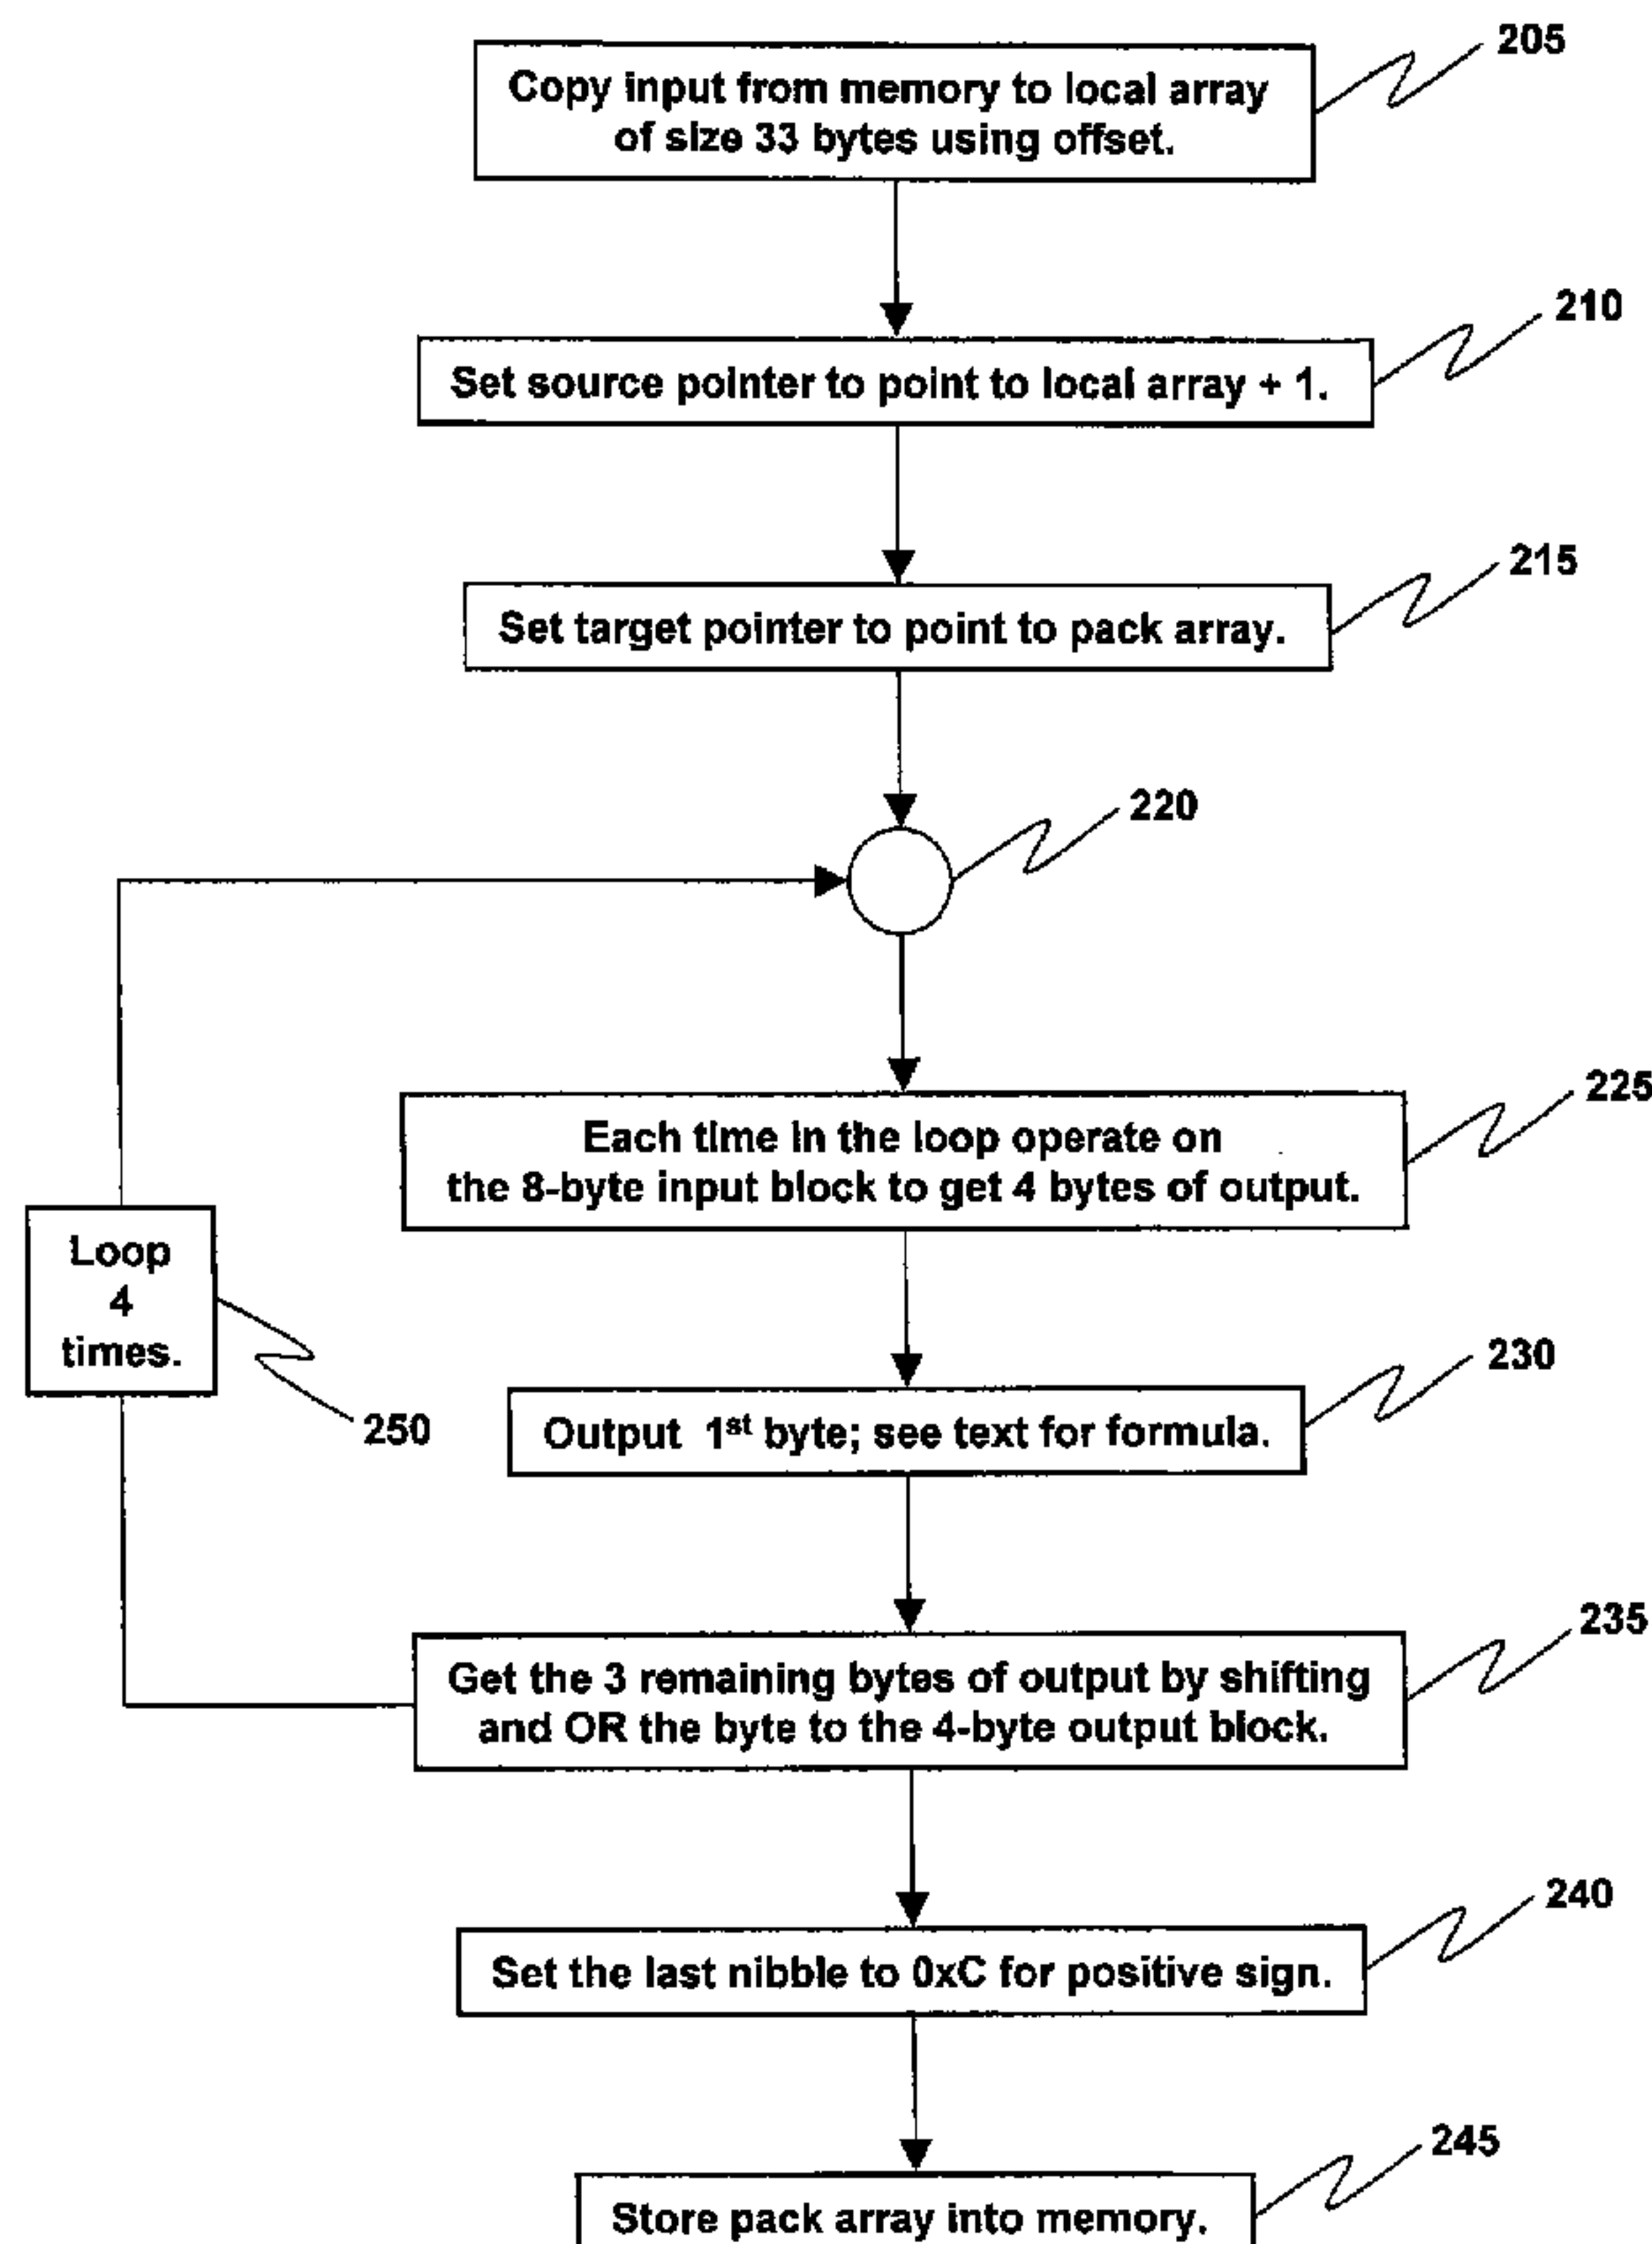 205
Copy input from memory to local array
of size 33 bytes using offset.
210
Set source pointer to point to local array + 1.
215
Set target pointer to point to pack array.
220
225
Each time in the loop operate on
the 8-byte input block to get 4 bytes of output.
Loop
4
times.
250
230
Output 1st byte; see text for formula.
235
Get the 3 remaining bytes of output by shifting
and OR the byte to the 4-byte output block.
240
Set the last nibble to 0xC for positive sign.
245
Store pack array into memory.